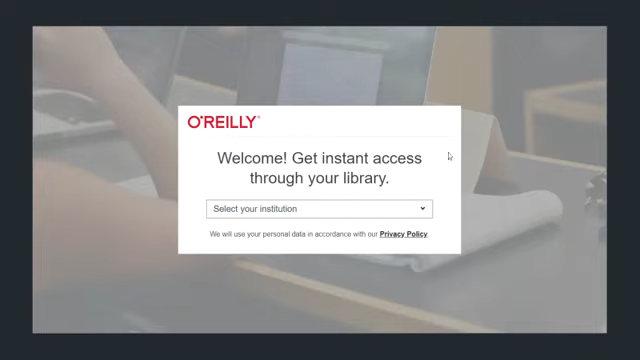 O'REILLY®
Welcome! Get instant access
through your library.
Select your institution
We will use your personal data in accordance with our Privacy Policy.